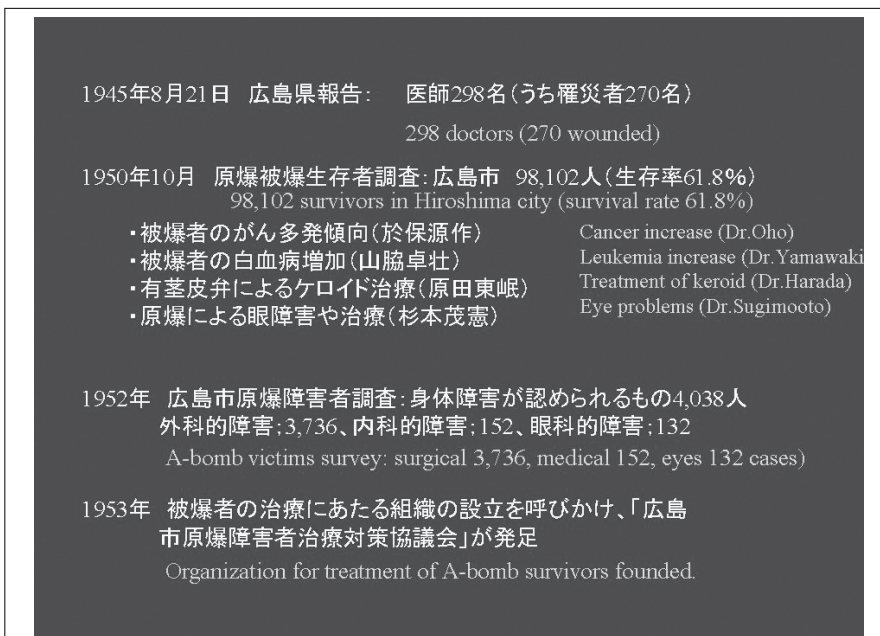 1945年8月21日 広島県報告： 医師298名（うち罹災者270名）
298 doctors (270 wounded)
1950年10月 原爆被爆生存者調査：広島市 98,102人（生存率61.8％）
98,102 survivors in Hiroshima city (survival rate 61.8%)
・被爆者のがん多発傾向（於保源作） Cancer increase (Dr.Oho)
・被爆者の白血病増加（山脇卓壮） Leukemia increase (Dr.Yamawaki
・有茎皮弁によるケロイド治療（原田東岷） Treatment of keroid (Dr.Harada)
・原爆による眼障害や治療（杉本茂憲） Eye problems (Dr.Sugimooto)
1952年 広島市原爆障害者調査：身体障害が認められるもの4,038人
外科的障害；3,736、内科的障害；152、眼科的障害；132
A-bomb victims survey: surgical 3,736, medical 152, eyes 132 cases)
1953年 被爆者の治療にあたる組織の設立を呼びかけ、「広島
市原爆障害者治療対策協議会」が発足
Organization for treatment of A-bomb survivors founded.